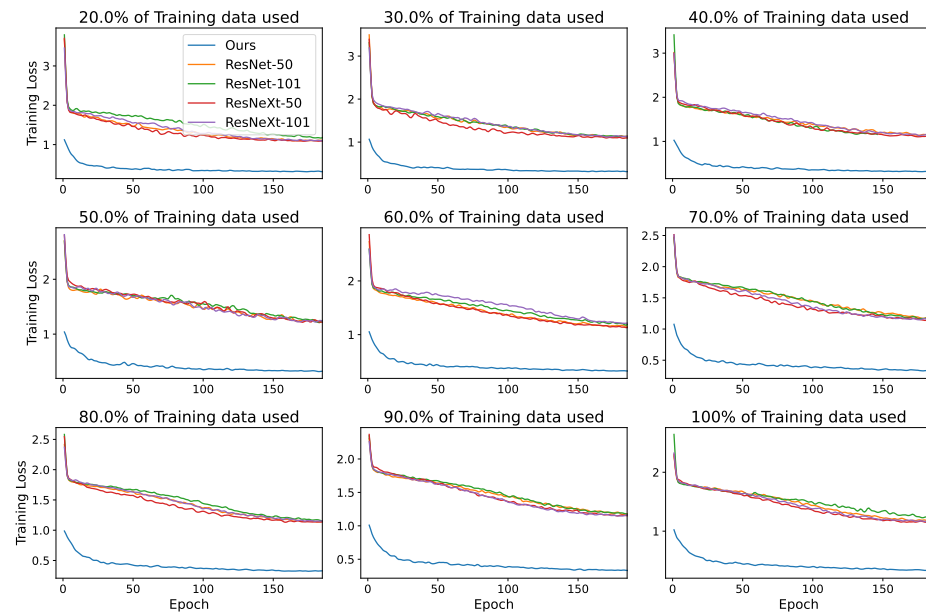 20.0% of Training data used
30.0% of Training data used
40.0% of Training data used
Training Loss
3
2
1
Ours
ResNet-50
ResNet-101
ResNeXt-50
ResNeXt-101
3
2
1
3
2
1
0 50 100 150
0 50 100 150
0 50 100 150
50.0% of Training data used
60.0% of Training data used
70.0% of Training data used
Training Loss
2
1
2
1
2.5
2.0
1.5
1.0
0.5
0 50 100 150
0 50 100 150
0 50 100 150
80.0% of Training data used
90.0% of Training data used
100% of Training data used
Training Loss
2.5
2.0
1.5
1.0
0.5
2.0
1.5
1.0
0.5
2
1
0 50 100 150
0 50 100 150
0 50 100 150
Epoch
Epoch
Epoch